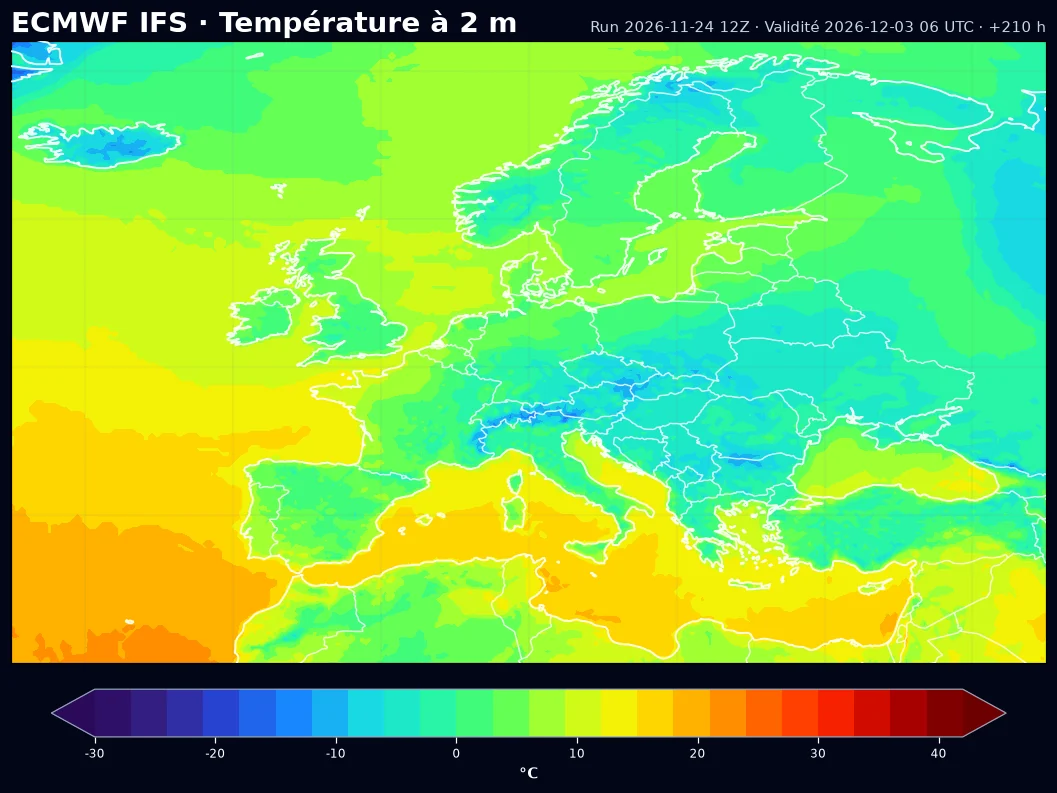 ECMWF IFS · Température à 2 m
Run 2026-11-24 12Z · Validité 2026-12-03 06 UTC · +210 h
-30 -20 -10 0 10 20 30 40
°C